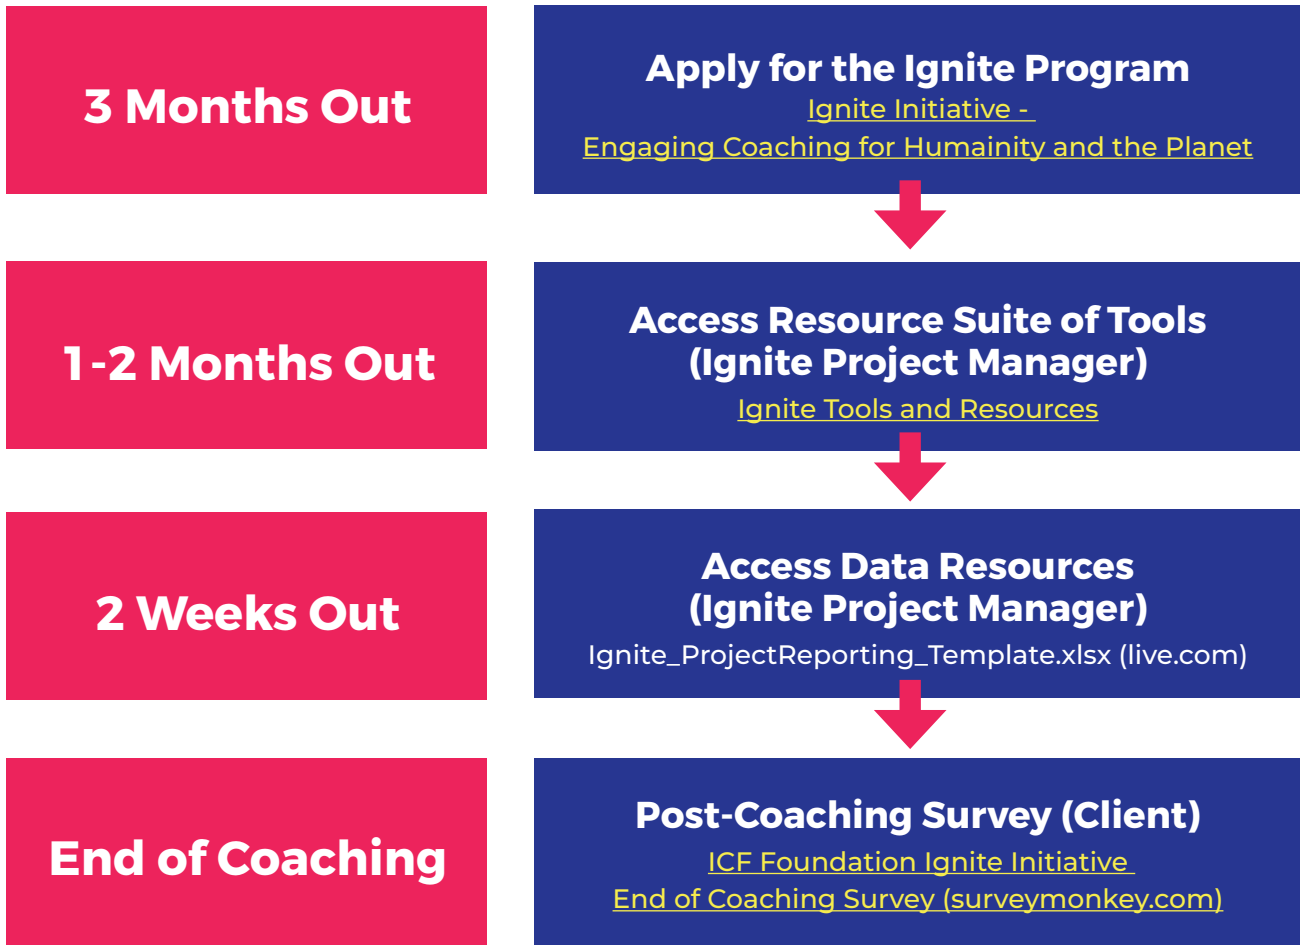 3 Months Out
Apply for the Ignite Program
Ignite Initiative -
Engaging Coaching for Humainity and the Planet
1-2 Months Out
Access Resource Suite of Tools
(Ignite Project Manager)
Ignite Tools and Resources
2 Weeks Out
Access Data Resources
(Ignite Project Manager)
Ignite_ProjectReporting_Template.xlsx (live.com)
End of Coaching
Post-Coaching Survey (Client)
ICF Foundation Ignite Initiative
End of Coaching Survey (surveymonkey.com)